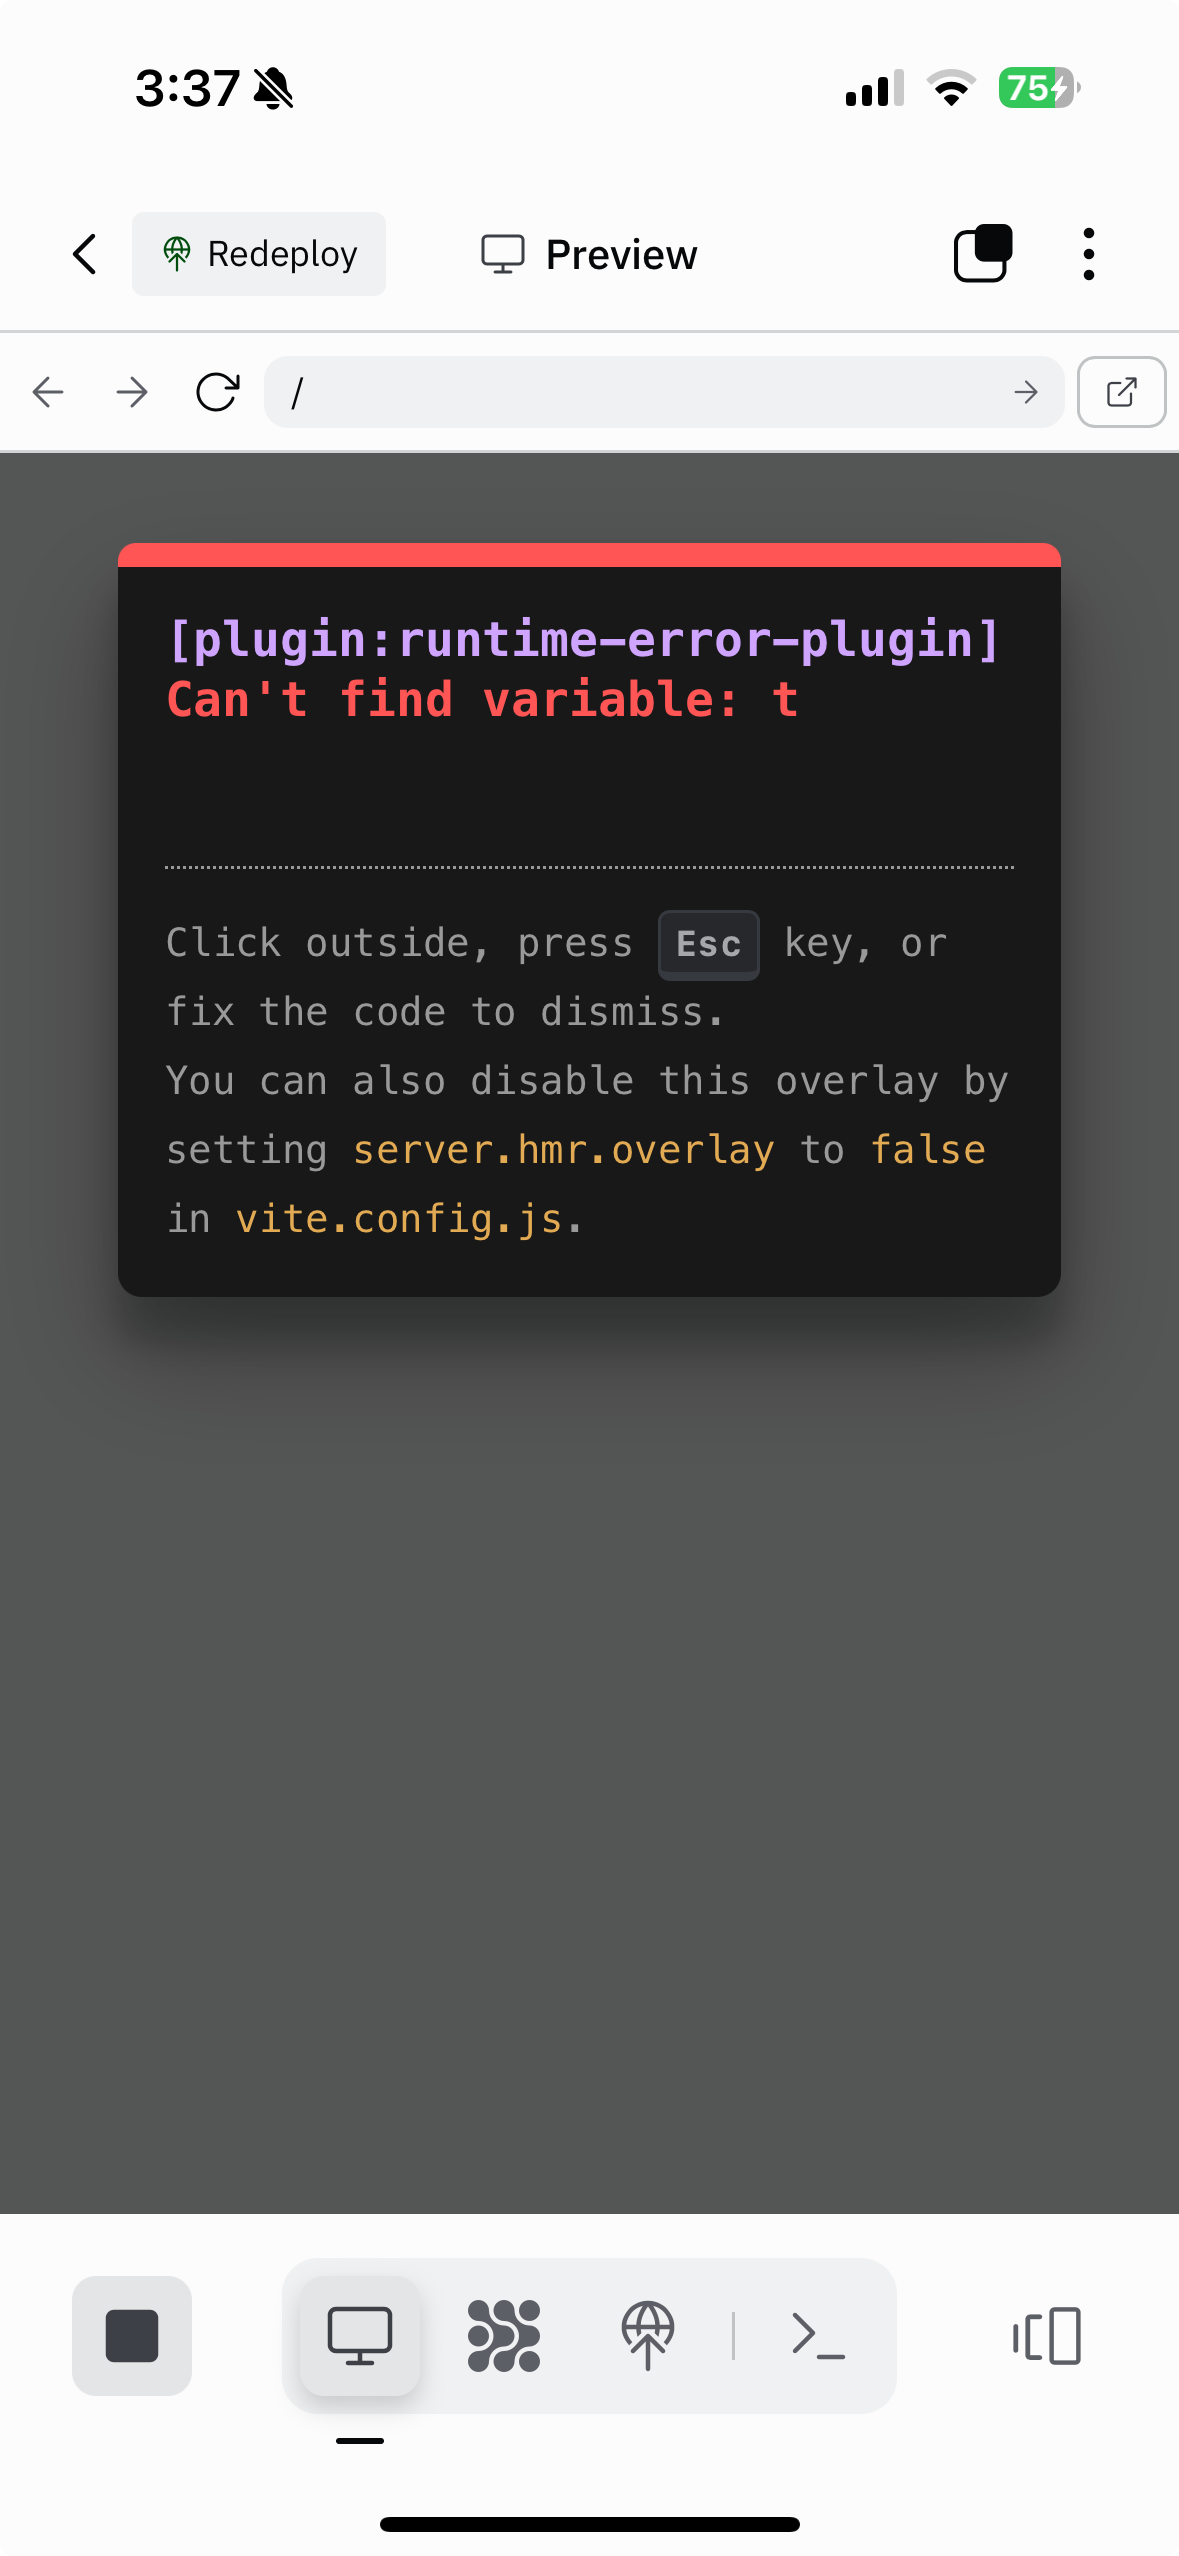 3:37
75
Redeploy
Preview
/
[plugin:runtime-error-plugin]
Can't find variable: t
Click outside, press Esc key, or
fix the code to dismiss.
You can also disable this overlay by
setting server.hmr.overlay to false
in vite.config.js.